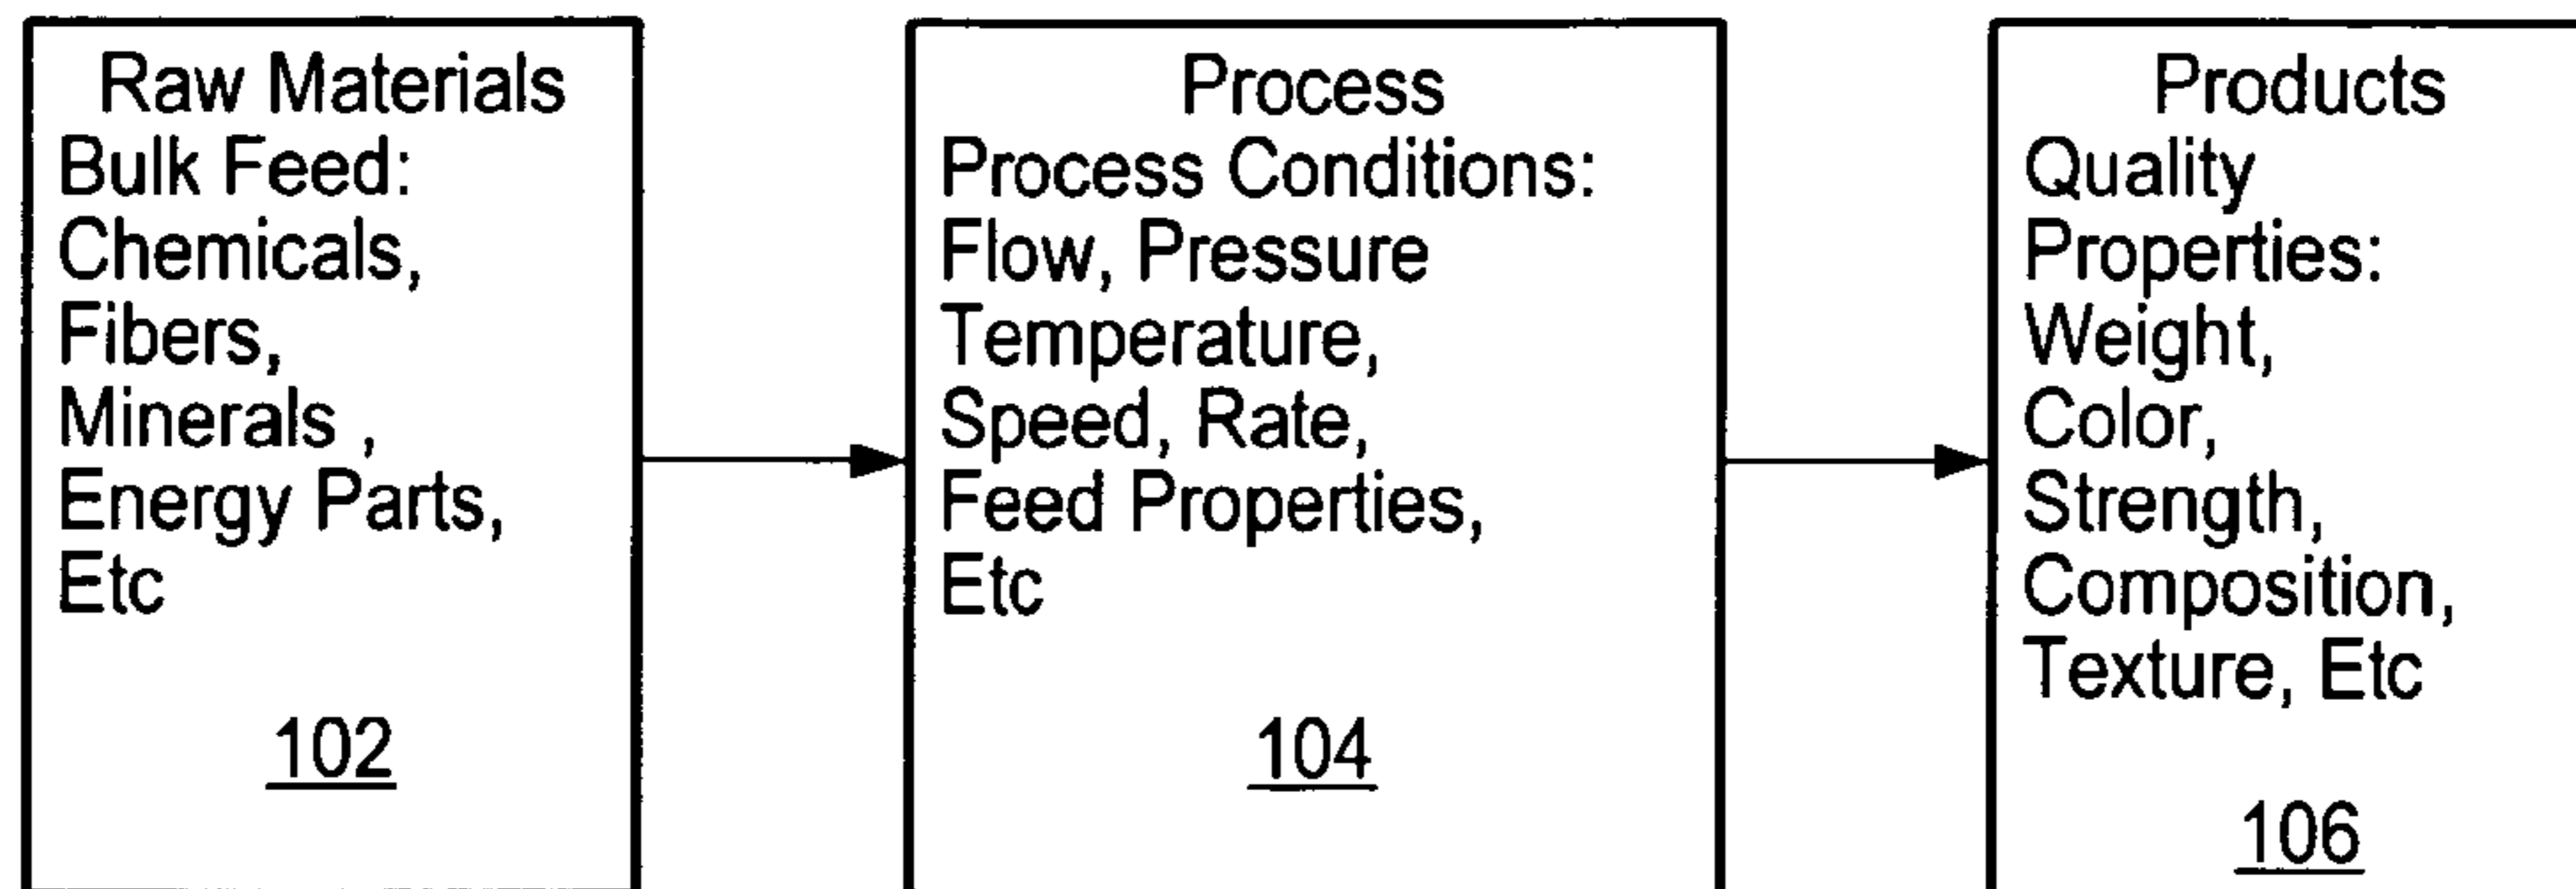 Raw Materials
Bulk Feed:
Chemicals,
Fibers,
Minerals ,
Energy Parts,
Etc
102
Process
Process Conditions:
Flow, Pressure
Temperature,
Speed, Rate,
Feed Properties,
Etc
104
Products
Quality
Properties:
Weight,
Color,
Strength,
Composition,
Texture, Etc
106